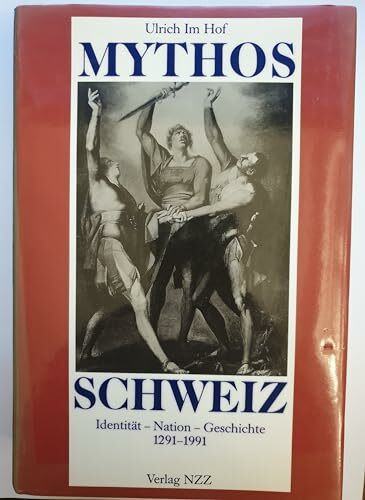 Ulrich Im Hof
MYTHOS
SCHWEIZ
Identität – Nation – Geschichte
1291–1991
Verlag NZZ